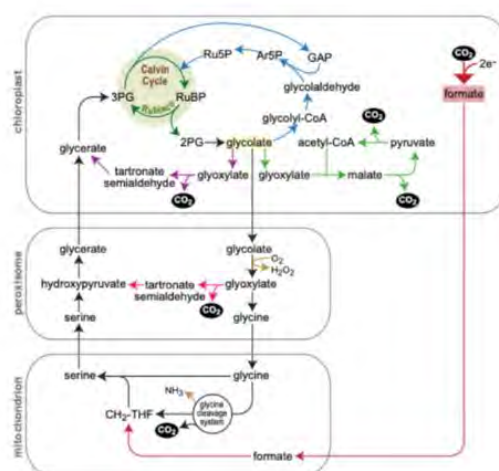 chloroplast
Calvin
Cycle
3PG
RuBP
Rubisco
Ru5P
Ar5P
GAP
glycolaldehyde
glycolyl-CoA
CO₂
2e⁻
formate
2PG
glycolate
acetyl-CoA
CO₂
pyruvate
glycerate
tartronate
semialdehyde
glyoxylate
glyoxylate
malate
CO₂
CO₂
peroxisome
glycerate
glycolate
O₂
H₂O₂
hydroxypyruvate
tartronate
semialdehyde
glyoxylate
CO₂
serine
glycine
mitochondrion
serine
glycine
NH₃
CH₂-THF
glycine
cleavage
system
CO₂
formate